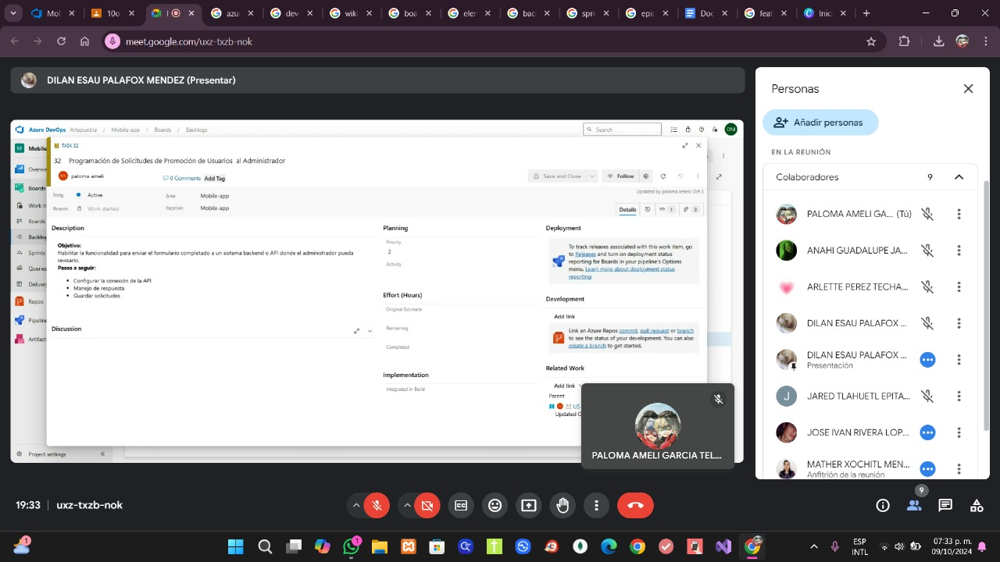 Mo
10o
azur
dev
wiki
boa
eler
bac
spri
epic
Doc
feat
Inic
meet.google.com/uxz-txzb-nok
DILAN ESAU PALAFOX MENDEZ (Presentar)
Azure DevOps Artepuebla / Mobile-app / Boards / Backlogs
Search
DM
M Mobile
Overvie
Boards
Work it
Boards
Backlog
Sprints
Queries
Delivery
Repos
Pipelin
Artifact
Project settings
TASK 32
32 Programación de Solicitudes de Promoción de Usuarios al Administrador
PA paloma ameli
0 Comments Add Tag
Save and Close
Follow
State Active
Area Mobile-app
Updated by paloma ameli: Oct 3
Reason Work started
Iteration Mobile-app
Details
1
0
Description
Objetivo:
Habilitar la funcionalidad para enviar el formulario completado a un sistema backend o API donde el administrador pueda
revisarlo.
Pasos a seguir:
Configurar la conexión de la API
Manejo de respuesta
Guardar solicitudes
Discussion
Planning
Priority
2
Activity
Effort (Hours)
Original Estimate
Remaining
Completed
Implementation
Integrated in Build
Deployment
To track releases associated with this work item, go
to Releases and turn on deployment status
reporting for Boards in your pipeline's Options
menu. Learn more about deployment status
reporting
Development
Add link
Link an Azure Repos commit, pull request or branch
to see the status of your development. You can also
create a branch to get started.
Related Work
Add link
Parent
22 US-
Updated O
PALOMA AMELI GARCIA TEL...
Personas
Añadir personas
EN LA REUNIÓN
Colaboradores 9
PALOMA AMELI GA... (Tú)
ANAHI GUADALUPE JA...
ARLETTE PEREZ TECHA...
DILAN ESAU PALAFOX ...
DILAN ESAU PALAFOX ...
Presentación
J JARED TLAHUETL EPITA...
JOSE IVAN RIVERA LOP...
MATHER XOCHITL MEN...
Anfitrión de la reunión
19:33 | uxz-txzb-nok
9
1
1
ESP
INTL
07:33 p. m.
09/10/2024